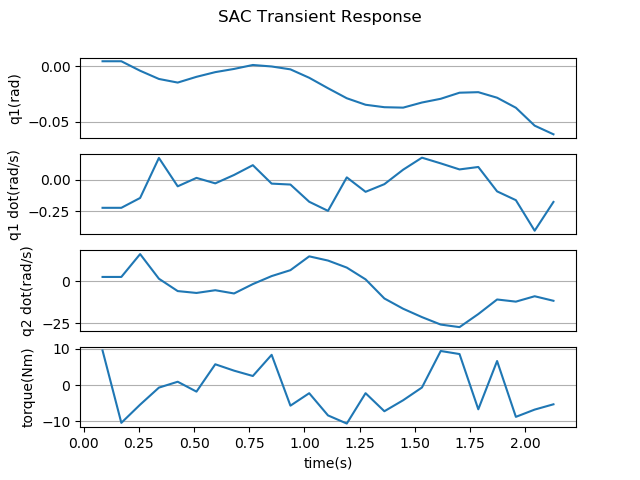 SAC Transient Response
0.00
−0.05
q1(rad)
0.00
−0.25
q1 dot(rad/s)
0
−25
q2 dot(rad/s)
10
0
−10
torque(Nm)
0.00 0.25 0.50 0.75 1.00 1.25 1.50 1.75 2.00
time(s)